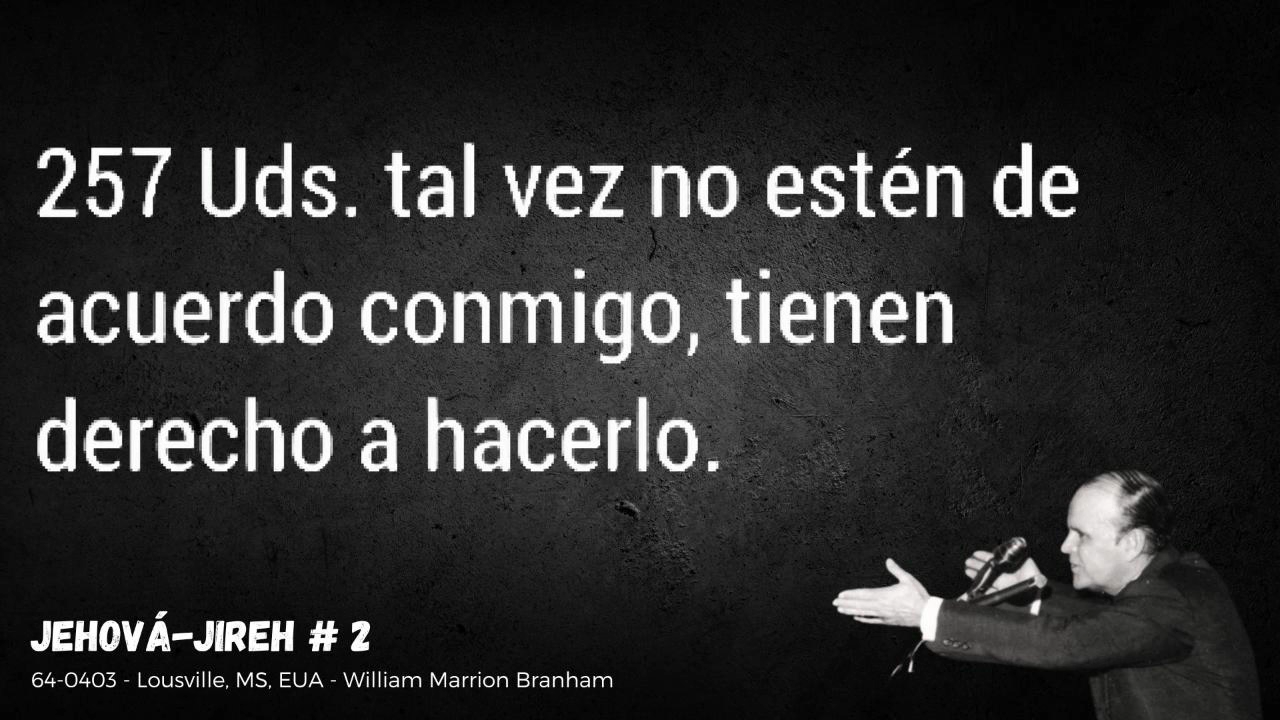 257 Uds. tal vez no estén de
acuerdo conmigo, tienen
derecho a hacerlo.
JEHOVÁ-JIREH # 2
64-0403 - Lousville, MS, EUA - William Marrion Branham